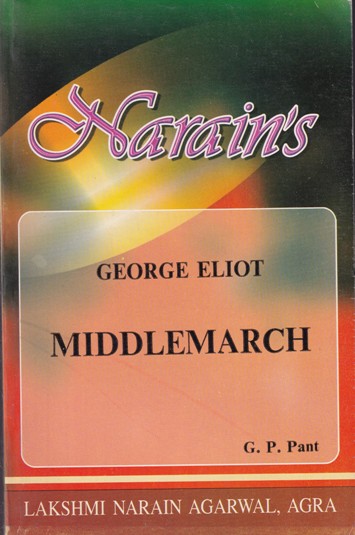 Narain's
GEORGE ELIOT
MIDDLEMARCH
G. P. Pant
LAKSHMI NARAIN AGARWAL, AGRA